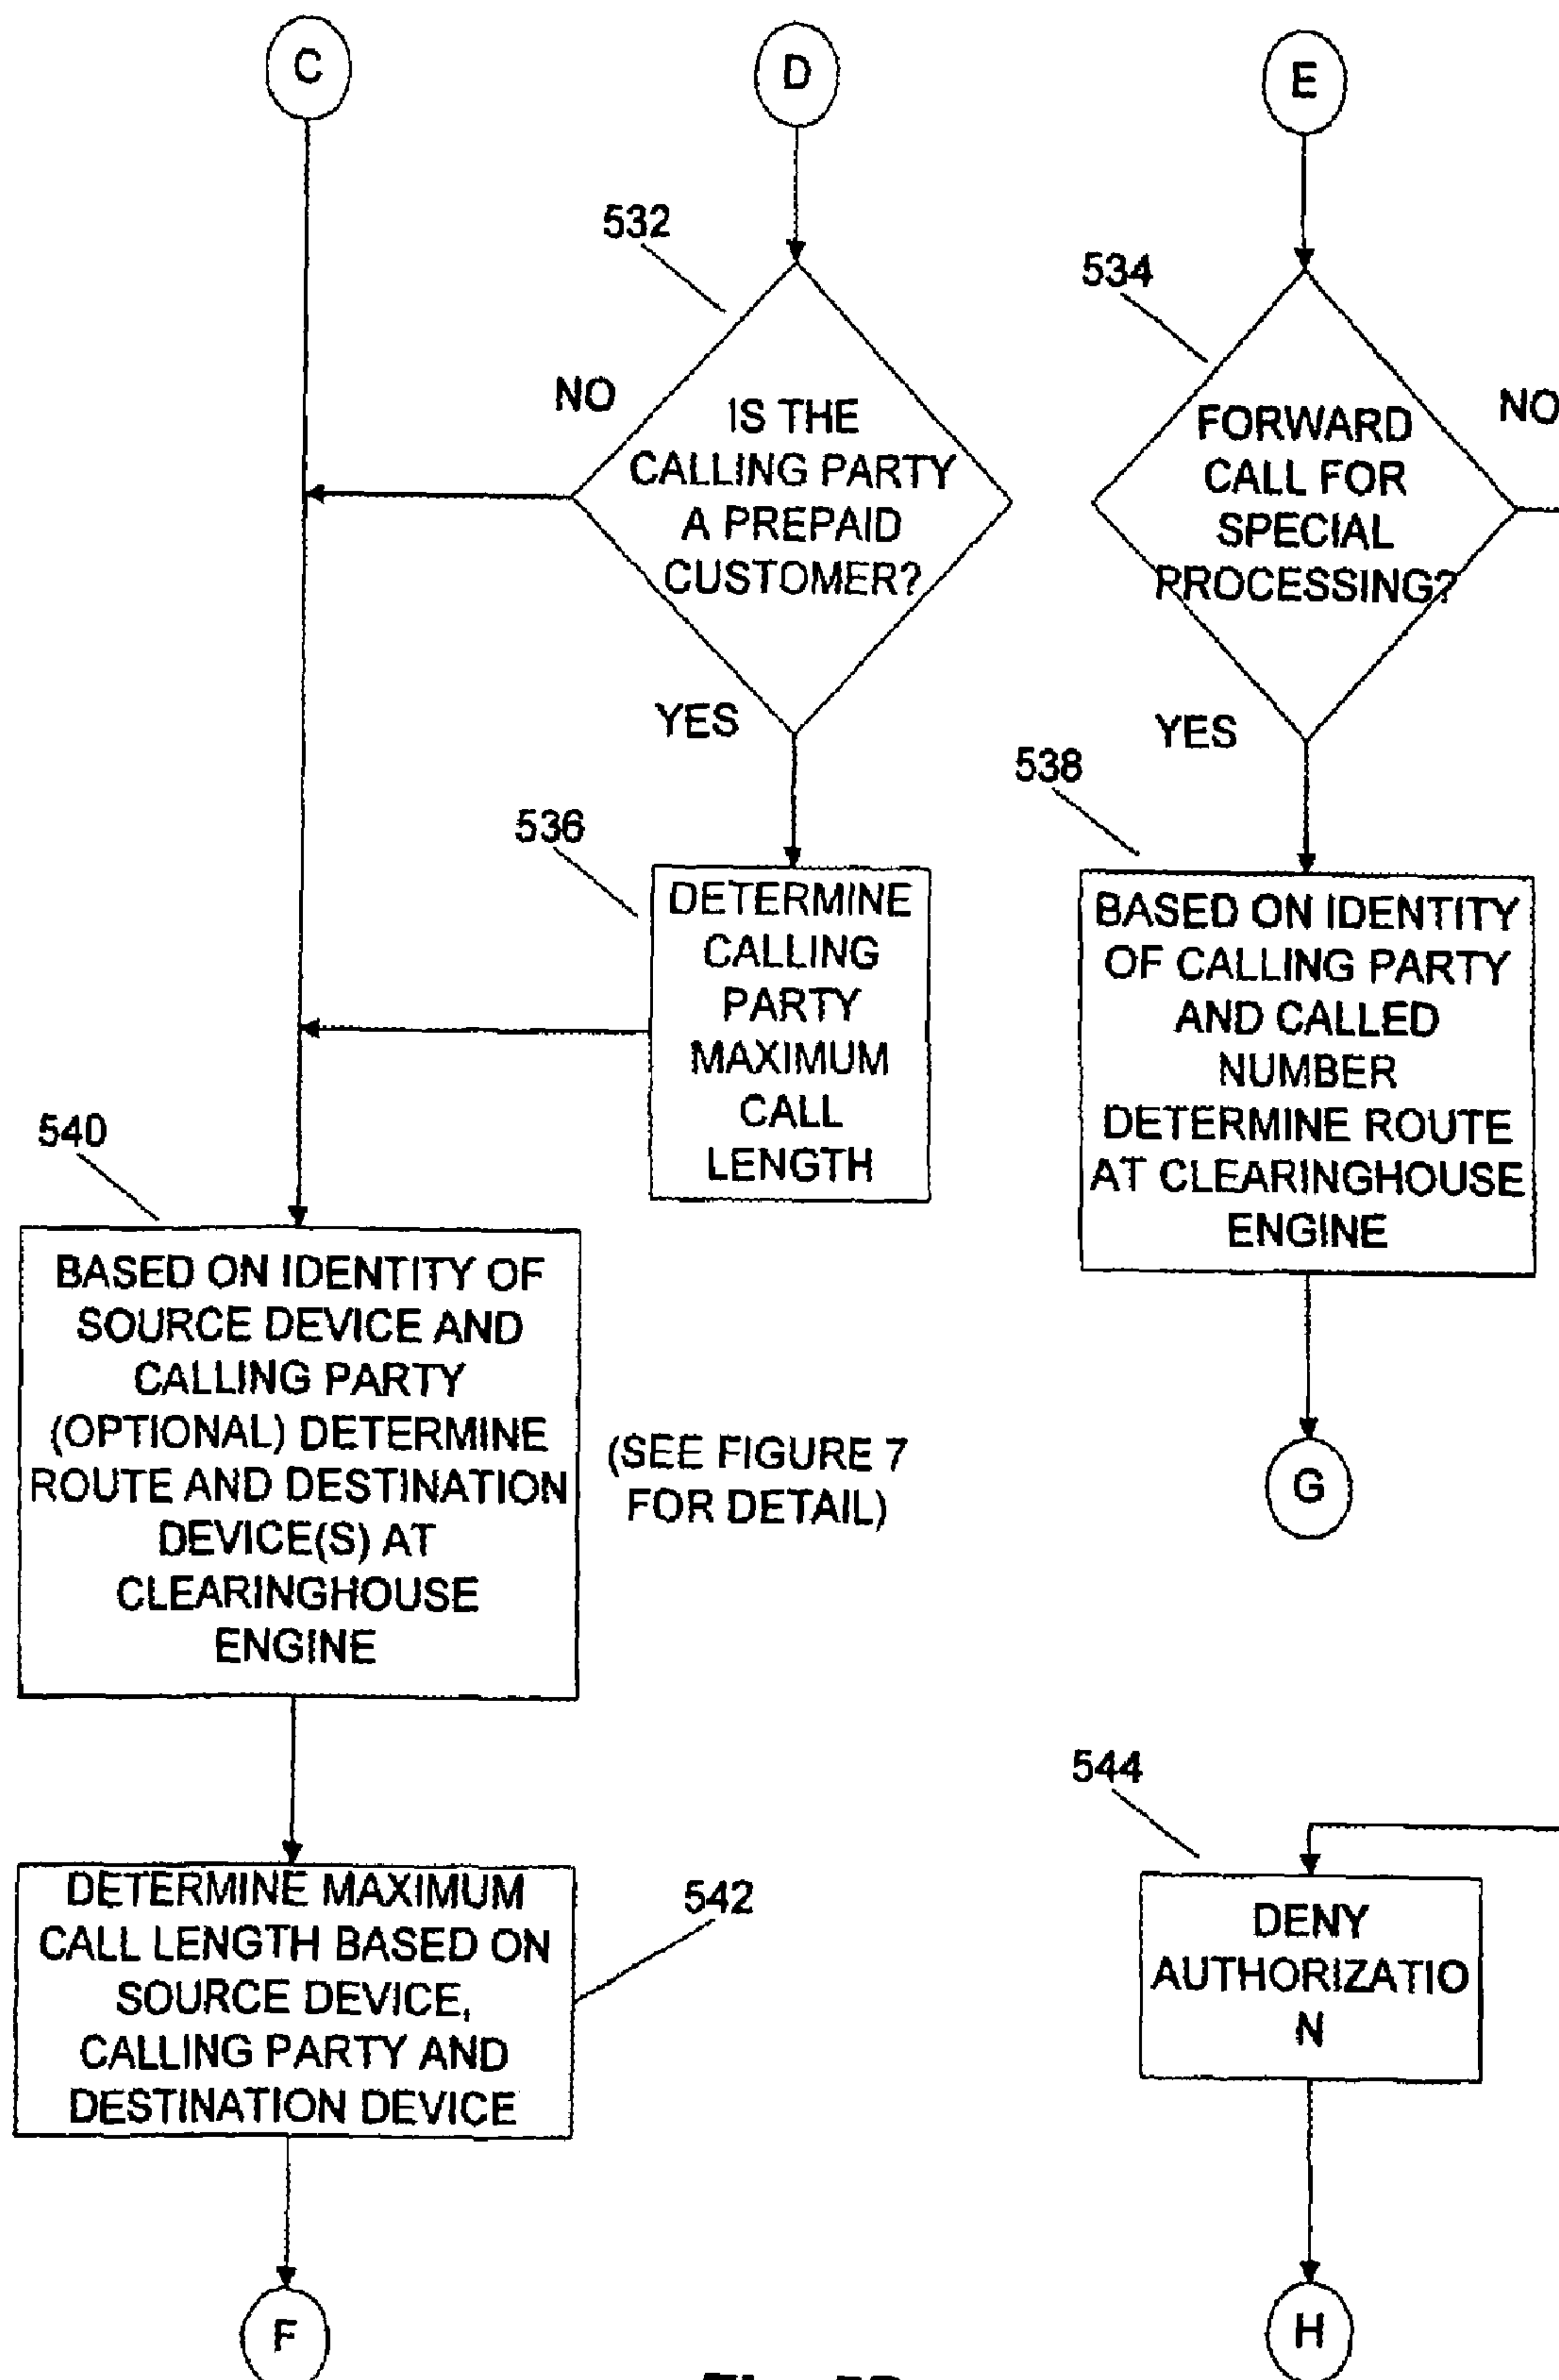 C
D
E
532
534
NO
IS THE
CALLING PARTY
A PREPAID
CUSTOMER?
NO
FORWARD
CALL FOR
SPECIAL
PROCESSING?
YES
YES
536
538
DETERMINE
CALLING
PARTY
MAXIMUM
CALL
LENGTH
BASED ON IDENTITY
OF CALLING PARTY
AND CALLED
NUMBER
DETERMINE ROUTE
AT CLEARINGHOUSE
ENGINE
540
BASED ON IDENTITY OF
SOURCE DEVICE AND
CALLING PARTY
(OPTIONAL) DETERMINE
ROUTE AND DESTINATION
DEVICE(S) AT
CLEARINGHOUSE
ENGINE
(SEE FIGURE 7
FOR DETAIL)
G
544
DETERMINE MAXIMUM
CALL LENGTH BASED ON
SOURCE DEVICE,
CALLING PARTY AND
DESTINATION DEVICE
542
DENY
AUTHORIZATIO
N
F
H